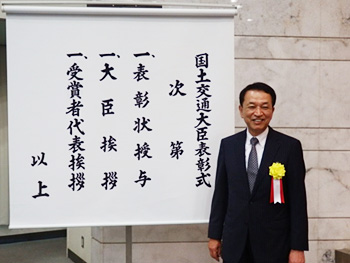 国土交通大臣表彰式
次第
一、表彰状授与
一、大臣挨拶
一、受賞者代表挨拶
以上